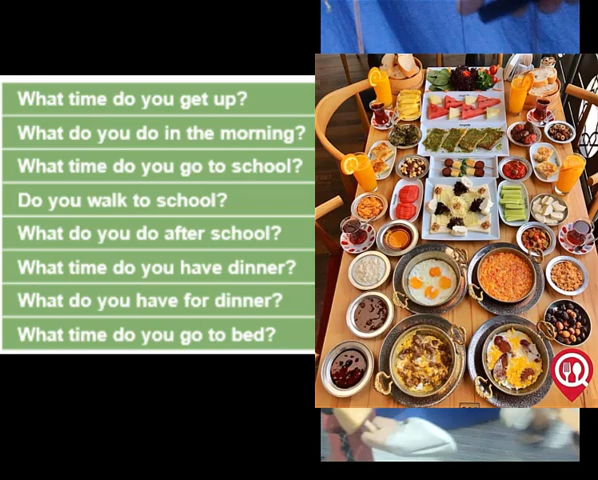 What time do you get up?
What do you do in the morning?
What time do you go to school?
Do you walk to school?
What do you do after school?
What time do you have dinner?
What do you have for dinner?
What time do you go to bed?